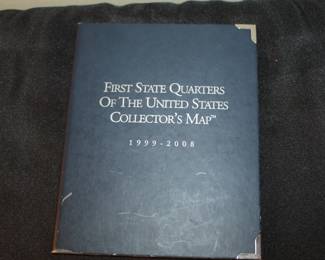 FIRST STATE QUARTERS
OF THE UNITED STATES
COLLECTOR'S MAP™
1999-2008